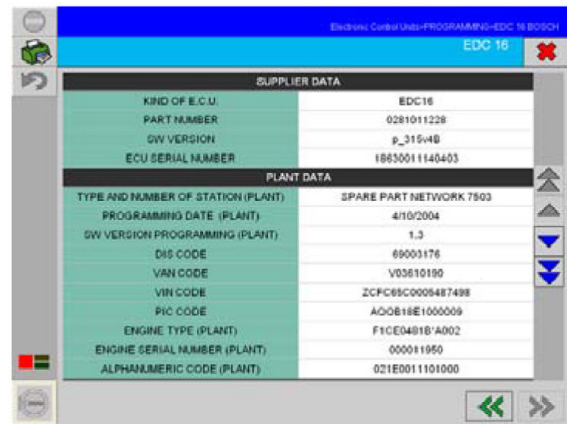 Electronic Control Units>PROGRAMMING>EDC 16 BOSCH
EDC 16
SUPPLIER DATA
KIND OF E.C.U. EDC16
PART NUMBER 0281011228
SW VERSION p_315v4B
ECU SERIAL NUMBER 18630011140403
PLANT DATA
TYPE AND NUMBER OF STATION (PLANT) SPARE PART NETWORK 7503
PROGRAMMING DATE (PLANT) 4/10/2004
SW VERSION PROGRAMMING (PLANT) 1.3
DIS CODE 69003176
VAN CODE V03610190
VIN CODE ZCFC65C0005487498
PIC CODE AOOB18E1000009
ENGINE TYPE (PLANT) F1CE0481B*A002
ENGINE SERIAL NUMBER (PLANT) 000011950
ALPHANUMERIC CODE (PLANT) 021E0011101000